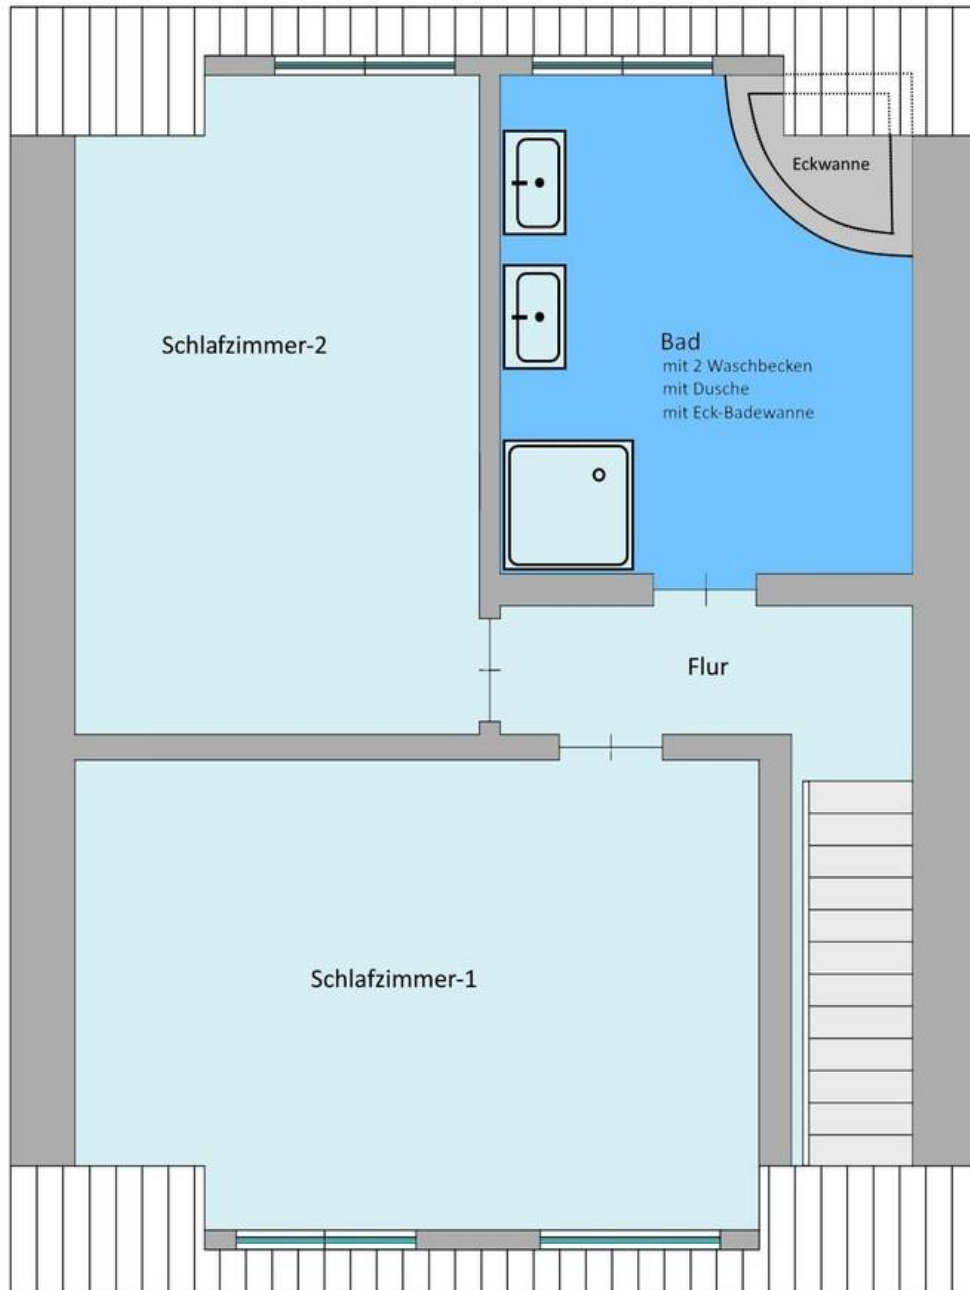 Eckwanne
Schlafzimmer-2
Bad
mit 2 Waschbecken
mit Dusche
mit Eck-Badewanne
Flur
Schlafzimmer-1